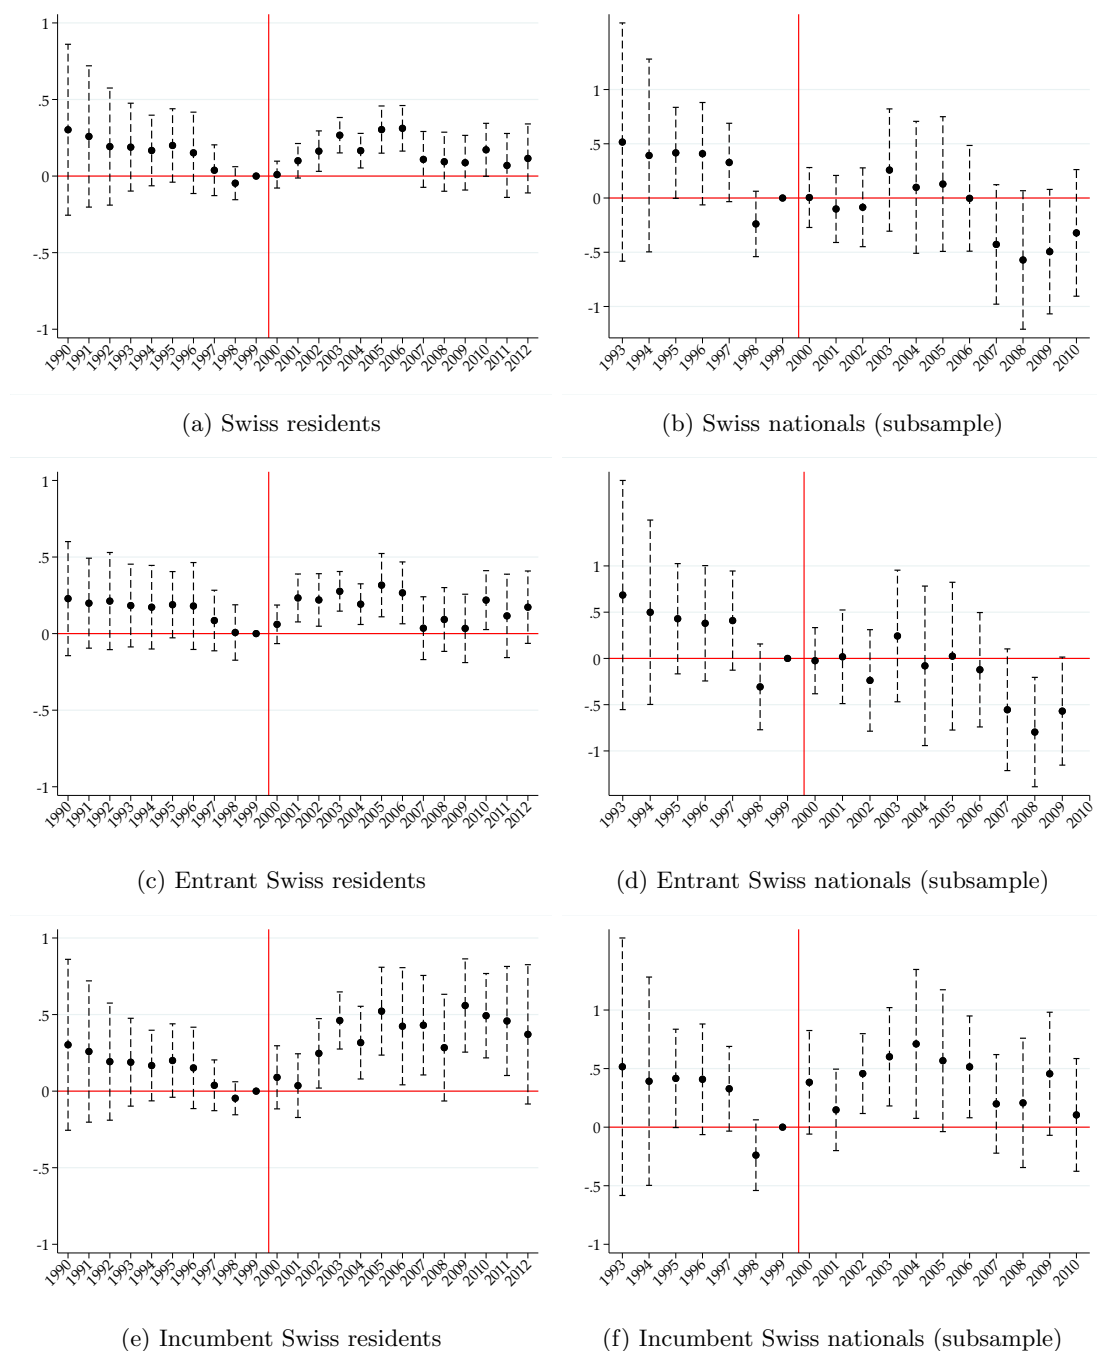 1
.5
0
-.5
-1
1990 1991 1992 1993 1994 1995 1996 1997 1998 1999 2000 2001 2002 2003 2004 2005 2006 2007 2008 2009 2010 2011 2012
(a) Swiss residents
1
.5
0
-.5
-1
1993 1994 1995 1996 1997 1998 1999 2000 2001 2002 2003 2004 2005 2006 2007 2008 2009 2010
(b) Swiss nationals (subsample)
1
.5
0
-.5
-1
1990 1991 1992 1993 1994 1995 1996 1997 1998 1999 2000 2001 2002 2003 2004 2005 2006 2007 2008 2009 2010 2011 2012
(c) Entrant Swiss residents
1
.5
0
-.5
-1
1993 1994 1995 1996 1997 1998 1999 2000 2001 2002 2003 2004 2005 2006 2007 2008 2009 2010
(d) Entrant Swiss nationals (subsample)
1
.5
0
-.5
-1
1990 1991 1992 1993 1994 1995 1996 1997 1998 1999 2000 2001 2002 2003 2004 2005 2006 2007 2008 2009 2010 2011 2012
(e) Incumbent Swiss residents
1
.5
0
-.5
-1
1993 1994 1995 1996 1997 1998 1999 2000 2001 2002 2003 2004 2005 2006 2007 2008 2009 2010
(f) Incumbent Swiss nationals (subsample)